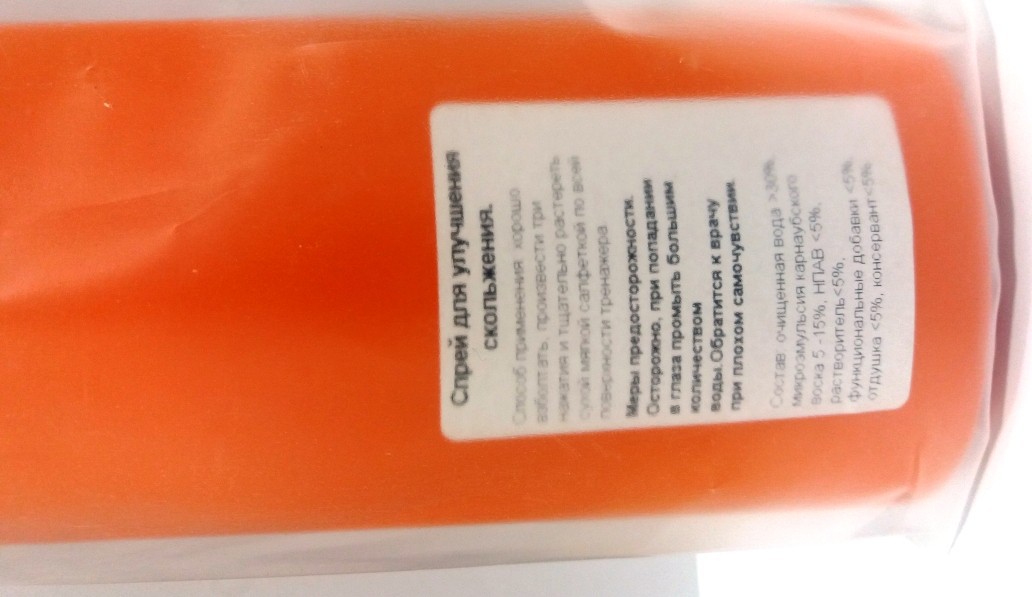 Спрей для улучшения
скольжения.
Способ применения: хорошо
взболтать, произвести три
нажатия и тщательно растереть
сухой мягкой салфеткой по всей
поверхности тренажера
Меры предосторожности.
Осторожно, при попадании
в глаза промыть большим
количеством
воды.Обратится к врачу
при плохом самочувствии.
Состав: очищенная вода >30%,
микроэмульсия карнаубского
воска 5 -15%, НПАВ <5%,
растворитель<5%,
функциональные добавки <5%,
отдушка <5%, консервант<5%